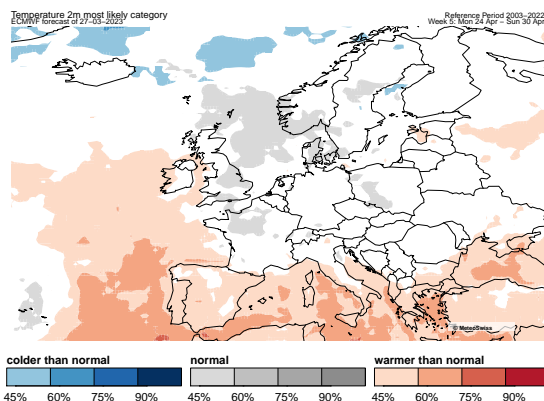 Temperature 2m most likely category
Reference Period 2003–2022
ECMWF forecast of 27–03–2023
Week 5: Mon 24 Apr – Sun 30 Apr
© MeteoSwiss
colder than normal
normal
warmer than normal
45% 60% 75% 90%
45% 60% 75% 90%
45% 60% 75% 90%